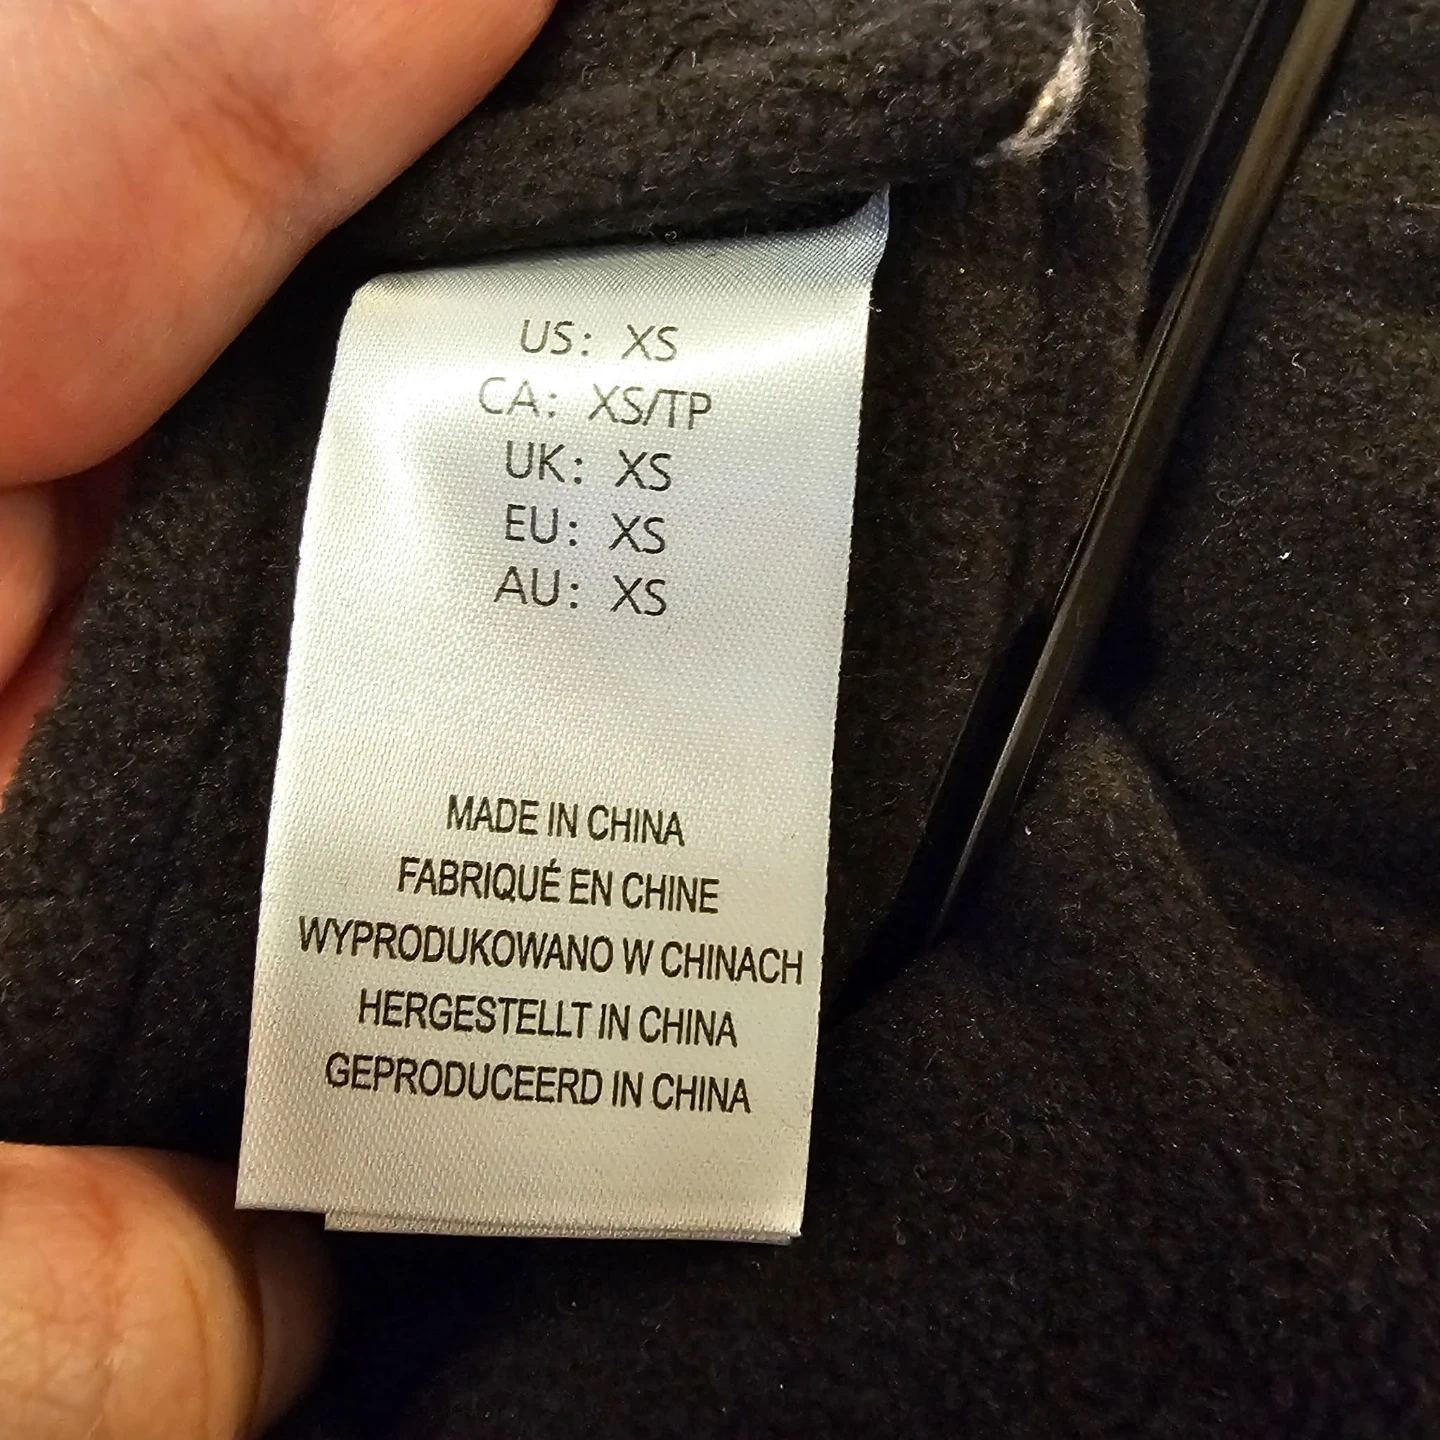 US: XS
CA: XS/TP
UK: XS
EU: XS
AU: XS
MADE IN CHINA
FABRIQUÉ EN CHINE
WYPRODUKOWANO W CHINACH
HERGESTELLT IN CHINA
GEPRODUCEERD IN CHINA